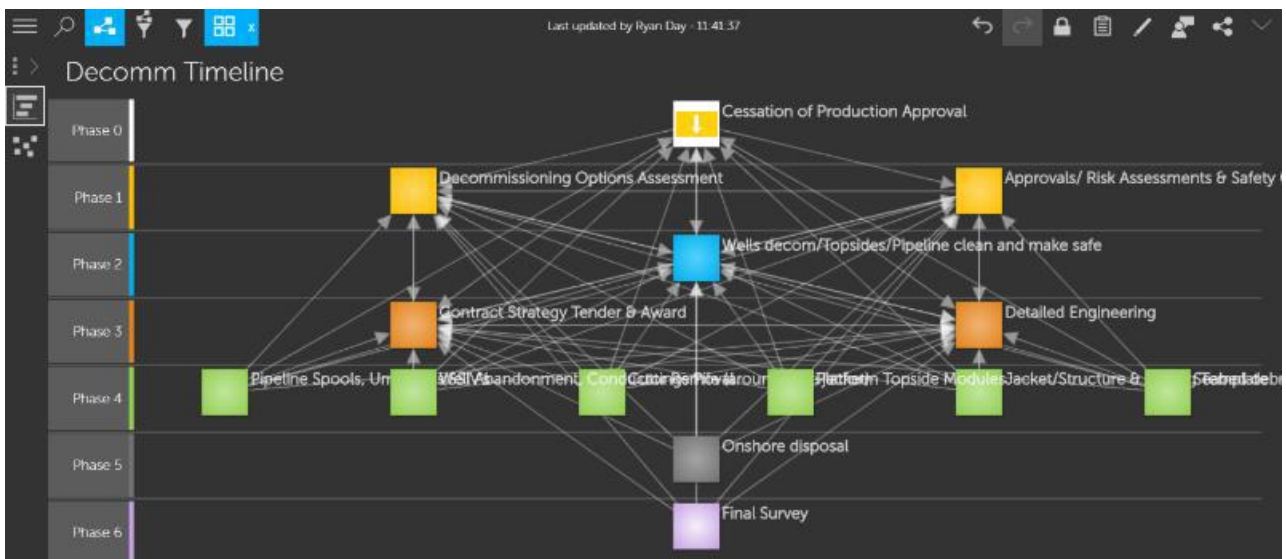 Last updated by Ryan Day - 11:41:37
Decomm Timeline
Phase 0
Cessation of Production Approval
Phase 1
Decommissioning Options Assessment
Approvals/ Risk Assessments & Safety
Phase 2
Wells decom/Topsides/Pipeline clean and make safe
Phase 3
Contract Strategy Tender & Award
Detailed Engineering
Phase 4
Pipeline Spools,
Abandonment,
Topside Modules
Jacket/Structure &
Phase 5
Onshore disposal
Phase 6
Final Survey